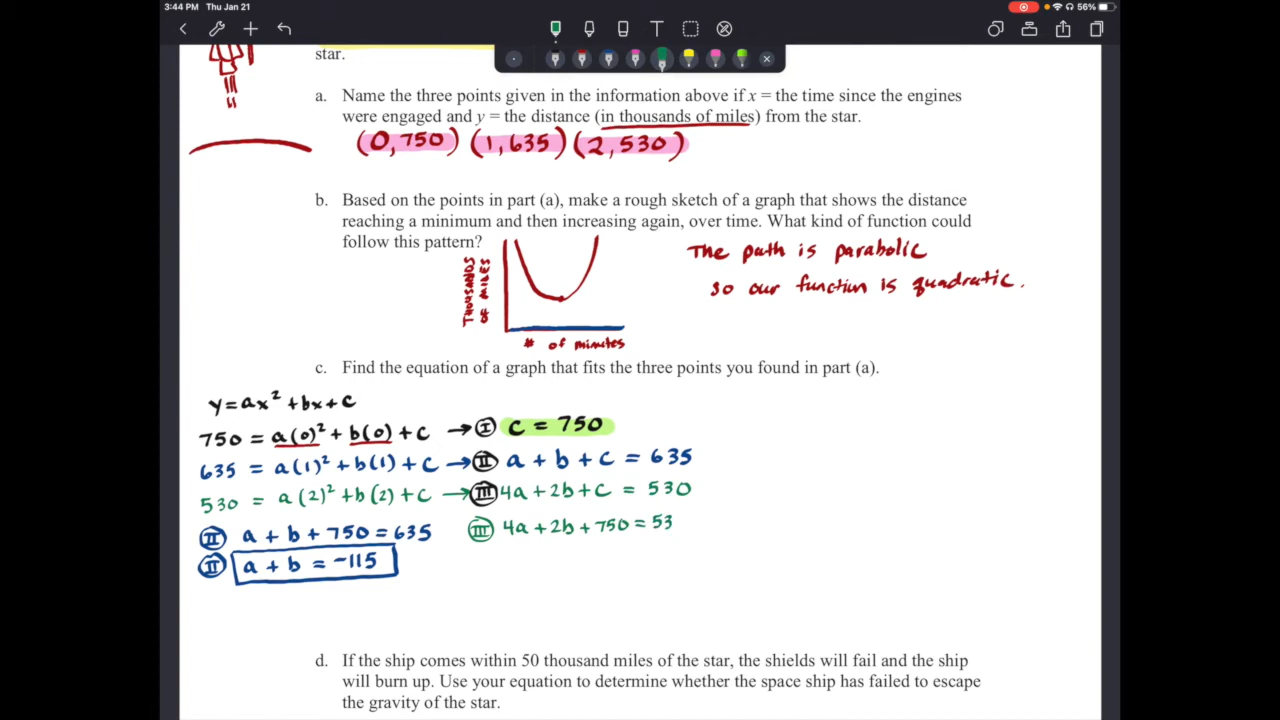 3:44 PM Thu Jan 21
56%
T
star.
a. Name the three points given in the information above if x = the time since the engines
were engaged and y = the distance (in thousands of miles) from the star.
(0,750) (1,635) (2,530)
b. Based on the points in part (a), make a rough sketch of a graph that shows the distance
reaching a minimum and then increasing again, over time. What kind of function could
follow this pattern?
The path is parabolic
so our function is quadratic.
THOUSANDS
OF MILES
# of minutes
c. Find the equation of a graph that fits the three points you found in part (a).
y=ax²+bx+c
750 = a(0)² + b(0) + c → I c = 750
635 = a(1)² + b(1) + c → II a + b + c = 635
530 = a(2)² + b(2) + c → III 4a + 2b + c = 530
II a + b + 750 = 635
III 4a + 2b + 750 = 53
II a + b = -115
d. If the ship comes within 50 thousand miles of the star, the shields will fail and the ship
will burn up. Use your equation to determine whether the space ship has failed to escape
the gravity of the star.